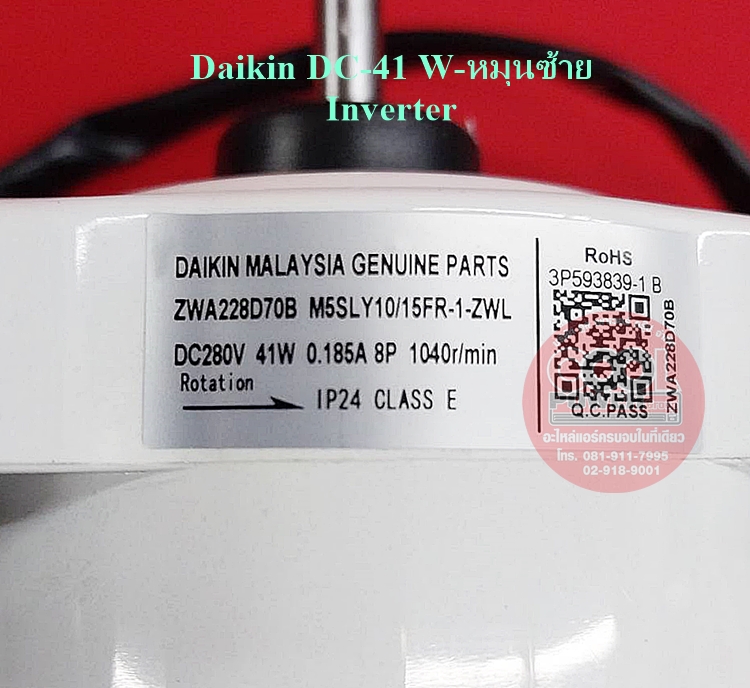 Daikin DC-41 W-หมุนซ้าย
Inverter
DAIKIN MALAYSIA GENUINE PARTS
ZWA228D70B M5SLY10/15FR-1-ZWL
DC280V 41W 0.185A 8P 1040r/min
Rotation
IP24 CLASS E
RoHS
3P593839-1 B
ZWA228D70B
Q.C.PASS
อะไหล่แอร์ครบจบในที่เดียว
โทร. 081-911-7995
02-918-9001